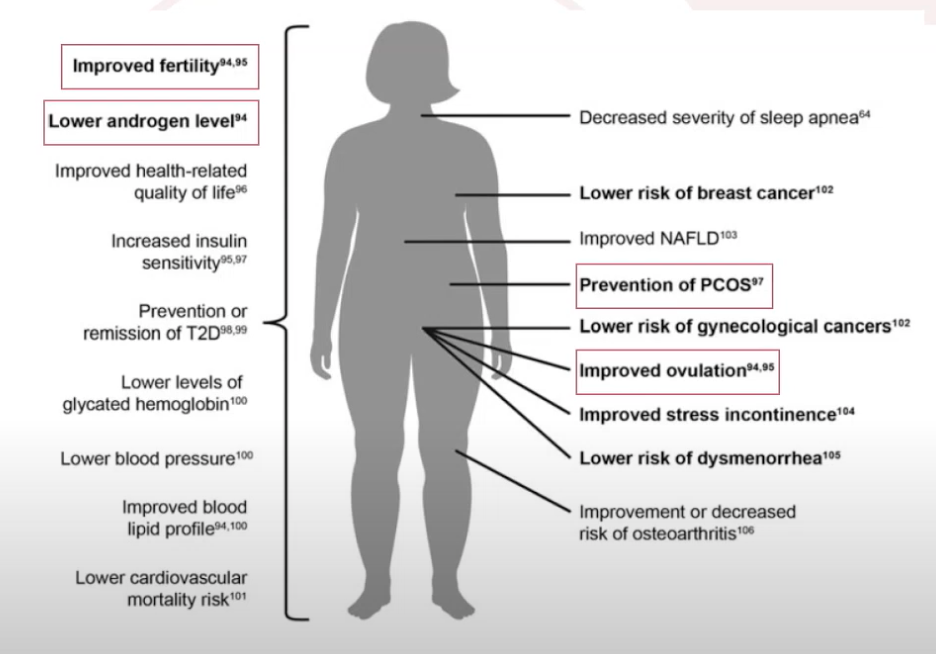 Improved fertility94,95
Lower androgen level94
Improved health-related
quality of life96
Increased insulin
sensitivity95,97
Prevention or
remission of T2D98,99
Lower levels of
glycated hemoglobin100
Lower blood pressure100
Improved blood
lipid profile94,100
Lower cardiovascular
mortality risk101
Decreased severity of sleep apnea64
Lower risk of breast cancer102
Improved NAFLD103
Prevention of PCOS97
Lower risk of gynecological cancers102
Improved ovulation94,95
Improved stress incontinence104
Lower risk of dysmenorrhea105
Improvement or decreased
risk of osteoarthritis106